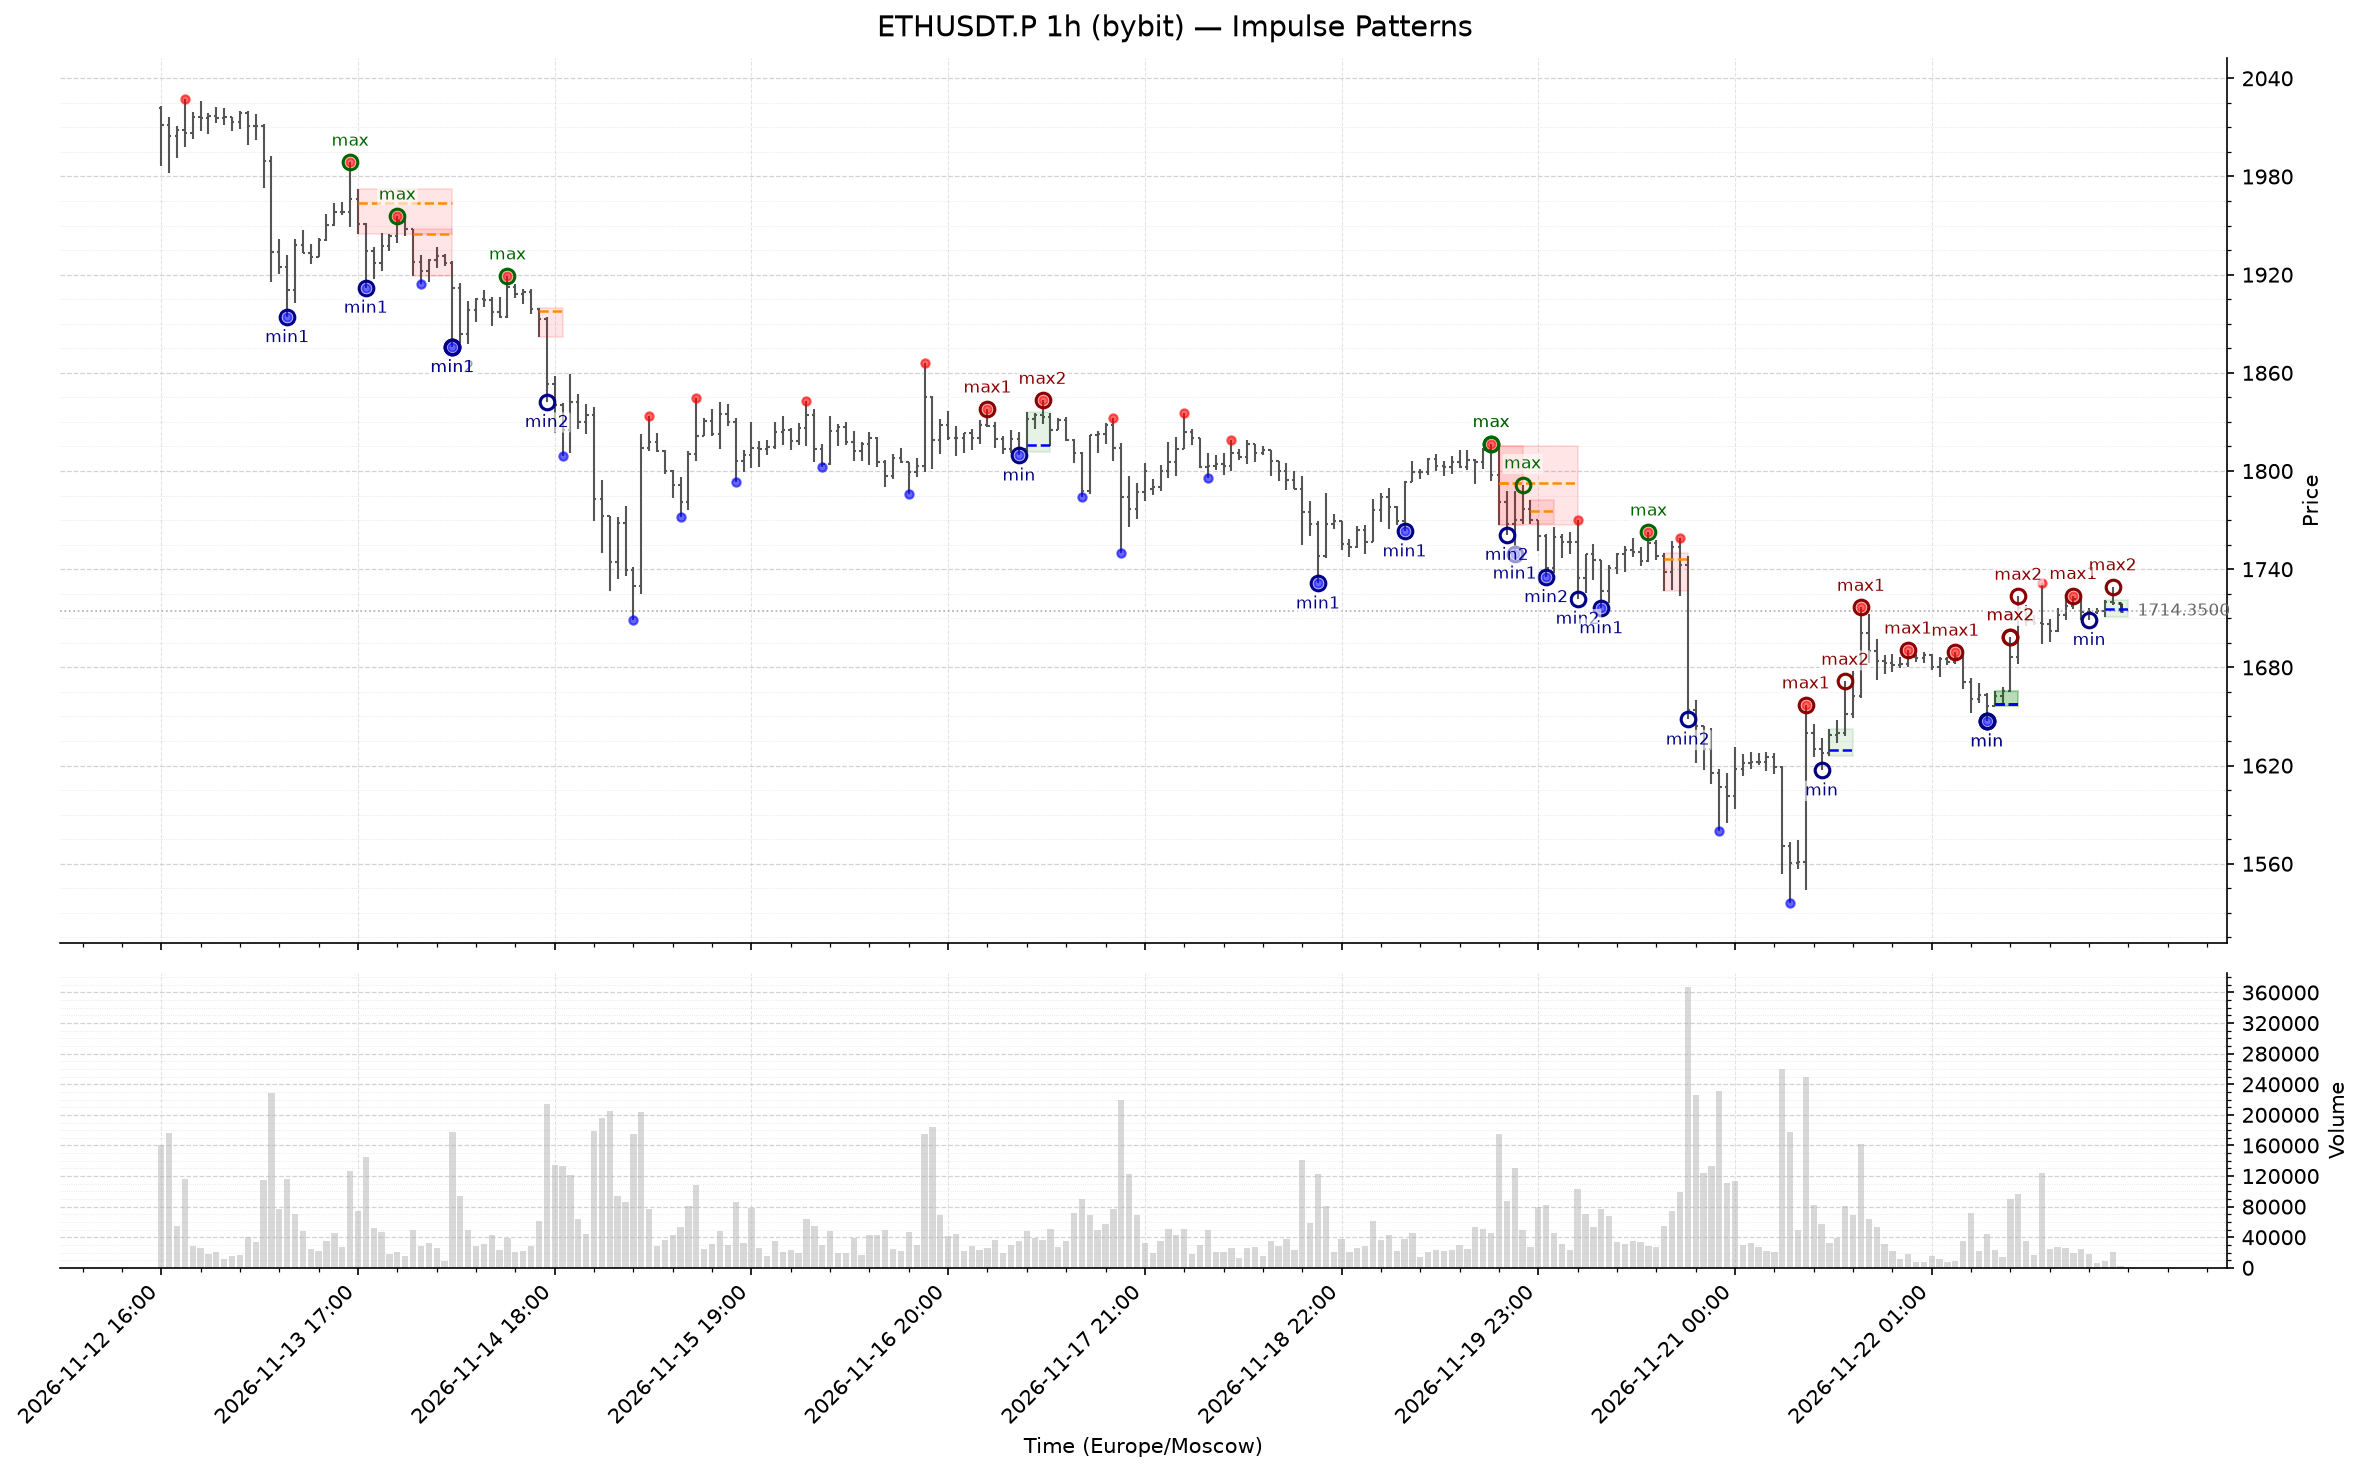 ETHUSDT.P 1h (bybit) — Impulse Patterns
2040
1980
1920
1860
1800
1740
1680
1620
1560
Price
max
max
max
min1
min1
min1
min2
max1
max2
min
min1
min1
max
max
min2
min1
min2
min2
min1
max
min2
max1
max2
max1
min
max1
max1
max2
max2
max1
max2
min
min
1714.3500
360000
320000
280000
240000
200000
160000
120000
80000
40000
0
Volume
2026-11-12 16:00
2026-11-13 17:00
2026-11-14 18:00
2026-11-15 19:00
2026-11-16 20:00
2026-11-17 21:00
2026-11-18 22:00
2026-11-19 23:00
2026-11-21 00:00
2026-11-22 01:00
Time (Europe/Moscow)